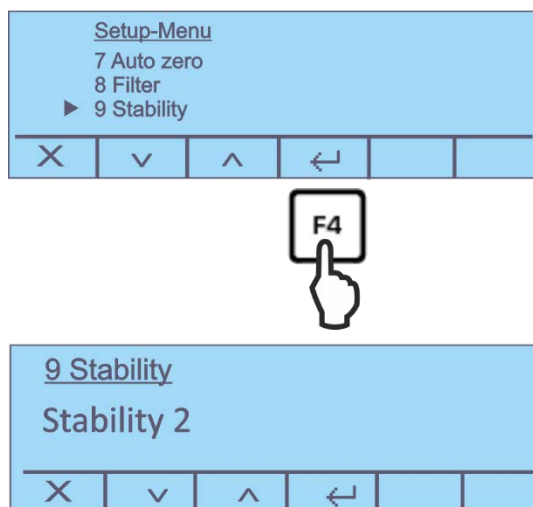 Setup-Menu
7 Auto zero
8 Filter
9 Stability
F4
9 Stability
Stability 2